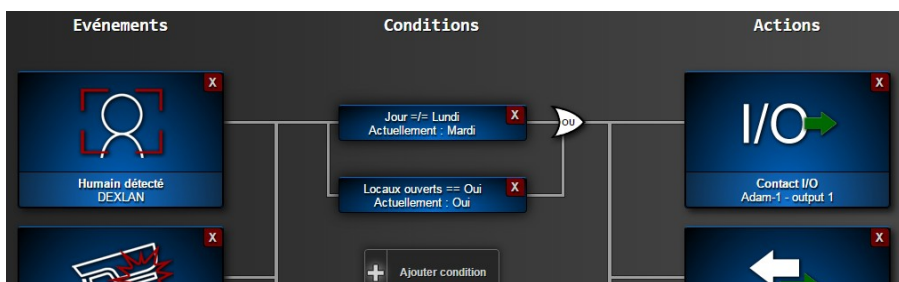 Evénements
Conditions
Actions
X
Humain détecté
DEXLAN
Jour =/= Lundi
Actuellement : Mardi
X
OU
Locaux ouverts == Oui
Actuellement : Oui
X
X
I/O
Contact I/O
Adam-1 - output 1
X
+ Ajouter condition
X